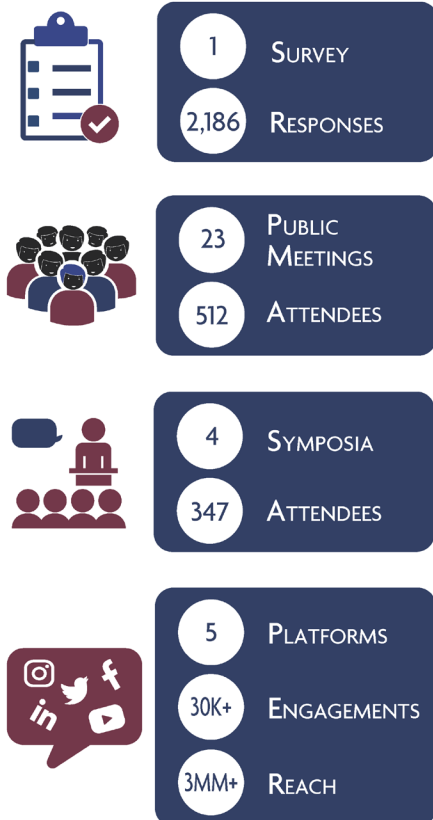 1 SURVEY
2,186 RESPONSES
23 PUBLIC
MEETINGS
512 ATTENDEES
4 SYMPOSIA
347 ATTENDEES
5 PLATFORMS
30K+ ENGAGEMENTS
3MM+ REACH